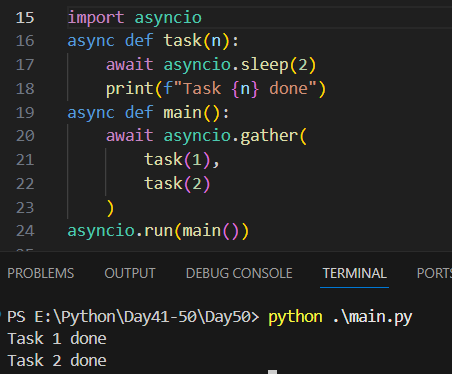 15 import asyncio
16 async def task(n):
17     await asyncio.sleep(2)
18     print(f"Task {n} done")
19 async def main():
20     await asyncio.gather(
21         task(1),
22         task(2)
23     )
24 asyncio.run(main())
PROBLEMS OUTPUT DEBUG CONSOLE TERMINAL PORTS
PS E:\Python\Day41-50\Day50> python .\main.py
Task 1 done
Task 2 done